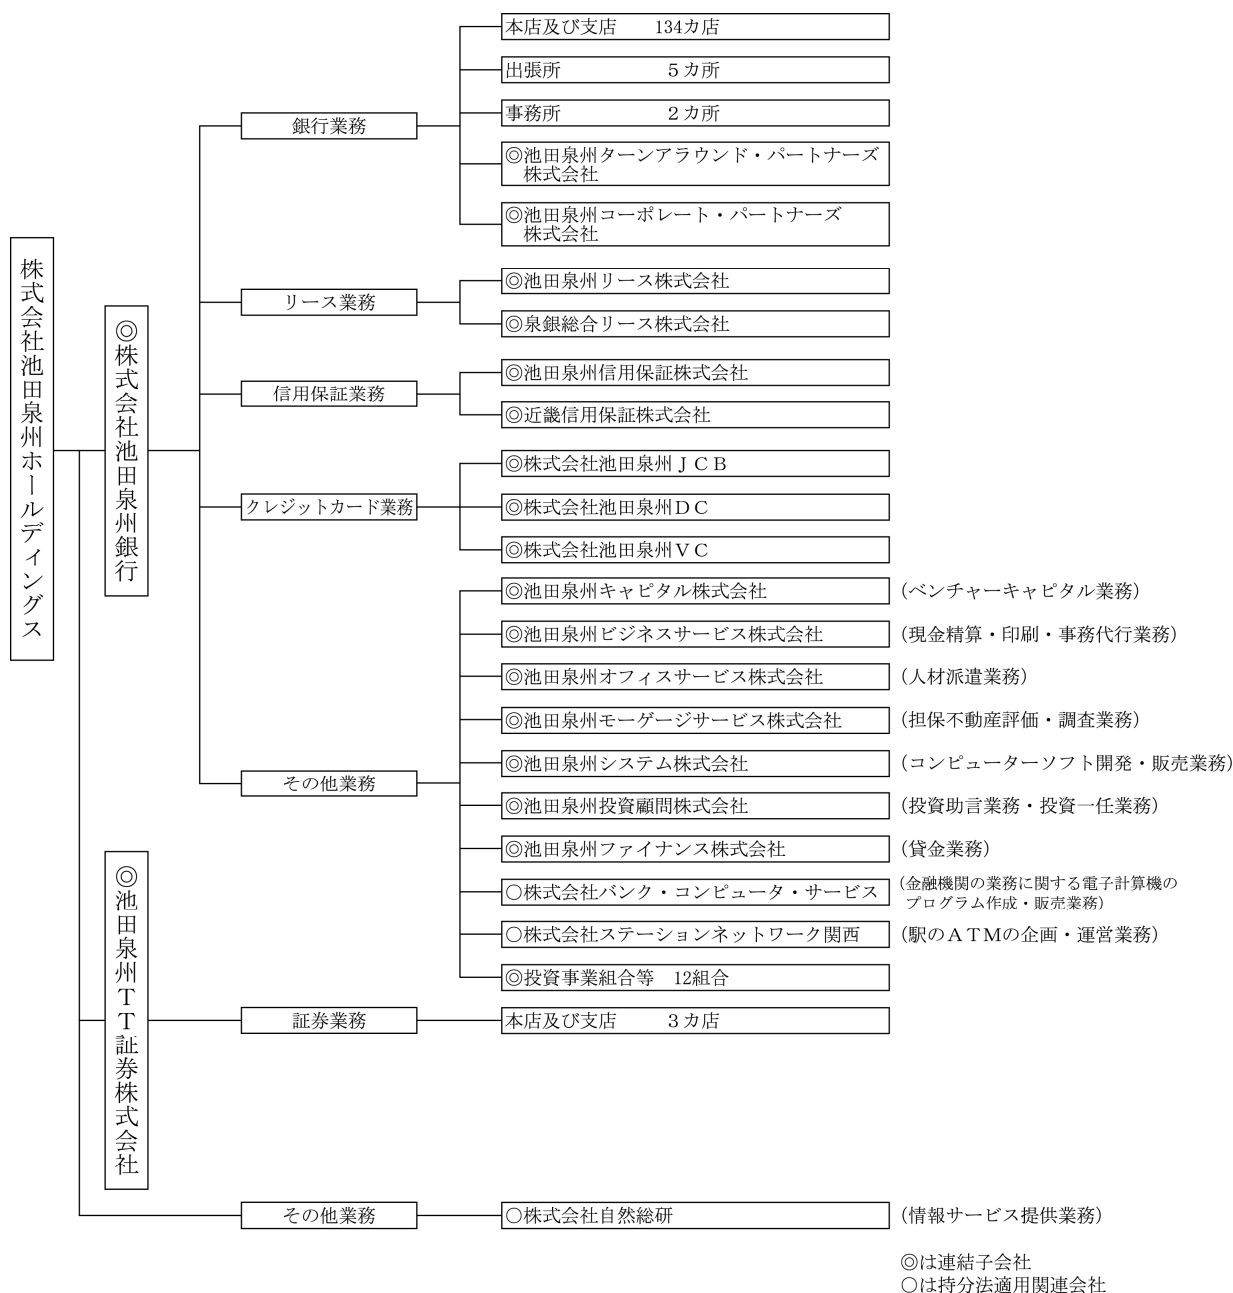 株式会社池田泉州ホールディングス
◎株式会社池田泉州銀行
銀行業務
本店及び支店　　134カ店
出張所　　　　　５カ所
事務所　　　　　２カ所
◎池田泉州ターンアラウンド・パートナーズ
株式会社
◎池田泉州コーポレート・パートナーズ
株式会社
リース業務
◎池田泉州リース株式会社
◎泉銀総合リース株式会社
信用保証業務
◎池田泉州信用保証株式会社
◎近畿信用保証株式会社
クレジットカード業務
◎株式会社池田泉州ＪＣＢ
◎株式会社池田泉州ＤＣ
◎株式会社池田泉州ＶＣ
その他業務
◎池田泉州キャピタル株式会社　（ベンチャーキャピタル業務）
◎池田泉州ビジネスサービス株式会社　（現金精算・印刷・事務代行業務）
◎池田泉州オフィスサービス株式会社　（人材派遣業務）
◎池田泉州モーゲージサービス株式会社　（担保不動産評価・調査業務）
◎池田泉州システム株式会社　（コンピューターソフト開発・販売業務）
◎池田泉州投資顧問株式会社　（投資助言業務・投資一任業務）
◎池田泉州ファイナンス株式会社　（貸金業務）
○株式会社バンク・コンピュータ・サービス　（金融機関の業務に関する電子計算機の
プログラム作成・販売業務）
○株式会社ステーションネットワーク関西　（駅のＡＴＭの企画・運営業務）
◎投資事業組合等　12組合
◎池田泉州ＴＴ証券株式会社
証券業務
本店及び支店　　　３カ店
その他業務
○株式会社自然総研　（情報サービス提供業務）
◎は連結子会社
○は持分法適用関連会社